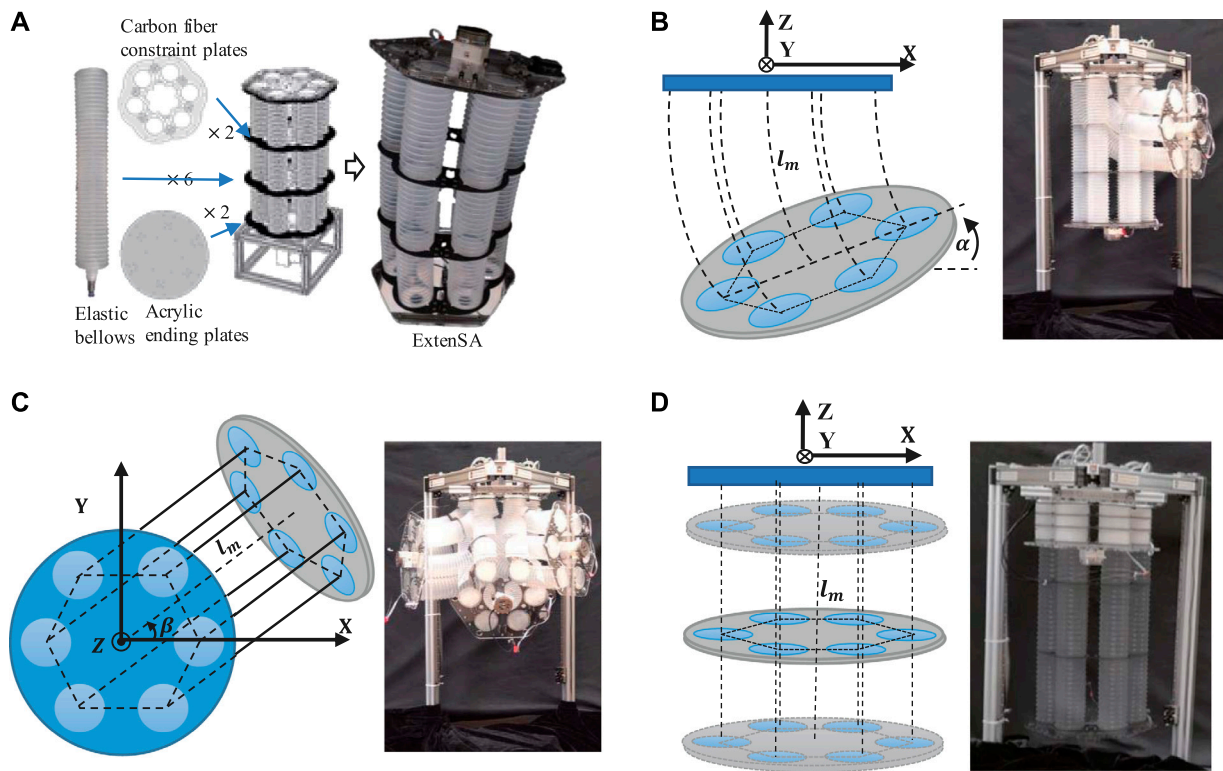 A
Carbon fiber
constraint plates
× 2
× 6
× 2
Elastic
bellows
Acrylic
ending plates
ExtenSA
B
Z
Y
X
l_m
α
C
Y
l_m
β
Z
X
D
Z
Y
X
l_m